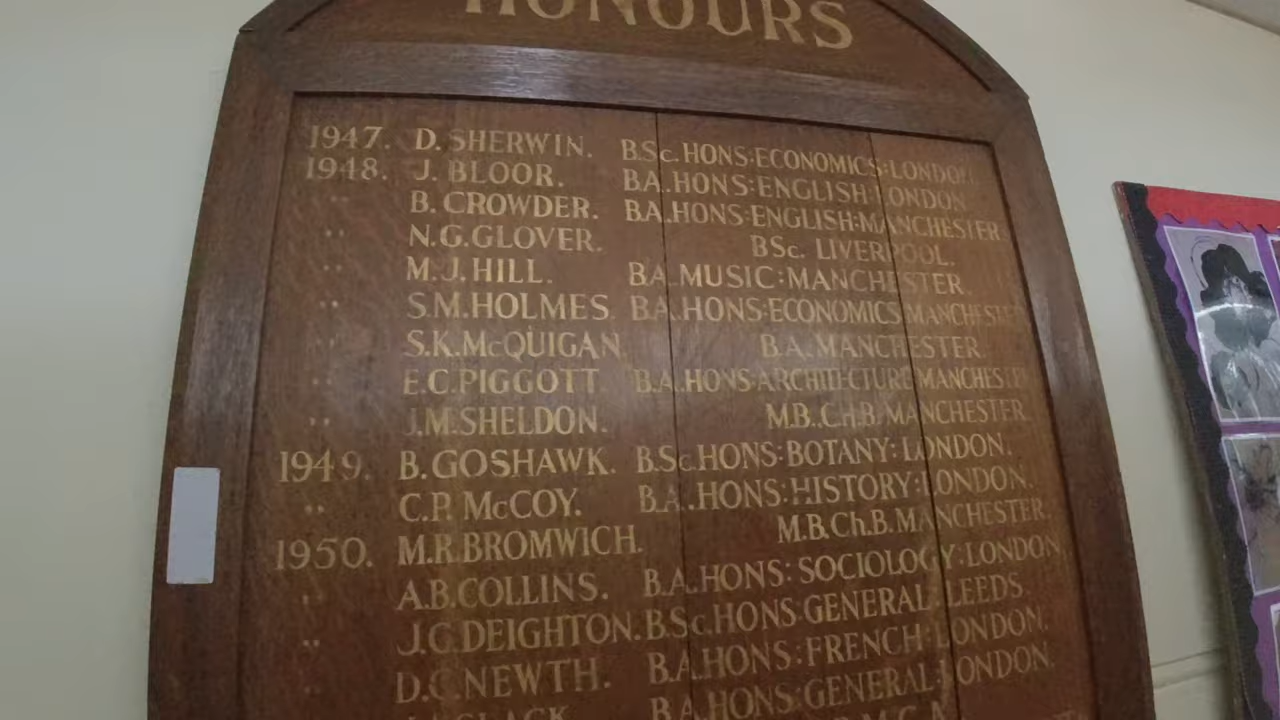 HONOURS
1947. D. SHERWIN. B.Sc. HONS:ECONOMICS:LONDON
1948. J. BLOOR. B.A. HONS:ENGLISH LONDON
" B. CROWDER. B.A. HONS:ENGLISH:MANCHESTER
" N.G.GLOVER. BSc. LIVERPOOL.
" M.J.HILL. B.A. MUSIC:MANCHESTER.
" S.M.HOLMES. B.A. HONS:ECONOMICS MANCHESTER
" S.K.McQUIGAN B.A. MANCHESTER.
" E.C.PIGGOTT. B.A. HONS:ARCHITECTURE MANCHESTER
" J.M.SHELDON. M.B.,Ch.B. MANCHESTER.
1949. B.GOSHAWK. B.Sc. HONS:BOTANY: LONDON.
" C.P. McCOY. B.A. HONS:HISTORY:LONDON.
1950. M.R.BROMWICH. M.B.Ch.B. MANCHESTER.
" A.B.COLLINS. B.A. HONS: SOCIOLOGY:LONDON
" J.C.DEIGHTON. B.Sc. HONS GENERAL: LEEDS.
" D.C.NEWTH. B.A. HONS:FRENCH:LONDON.
B.A. HONS:GENERAL:LONDON.